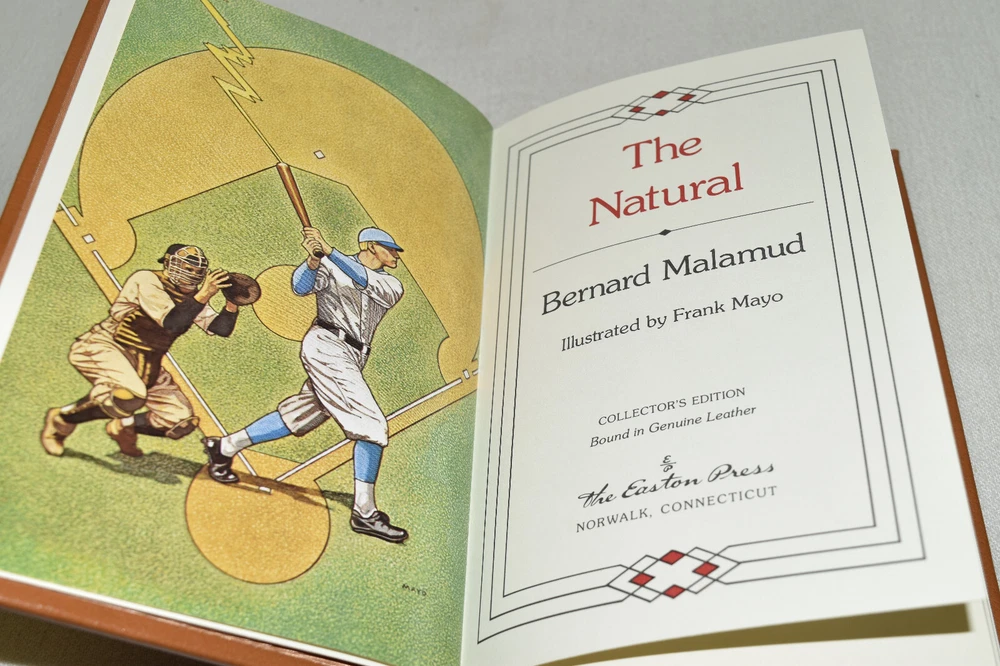 MAYO
The
Natural
Bernard Malamud
Illustrated by Frank Mayo
COLLECTOR'S EDITION
Bound in Genuine Leather
E/P
The Easton Press
NORWALK, CONNECTICUT